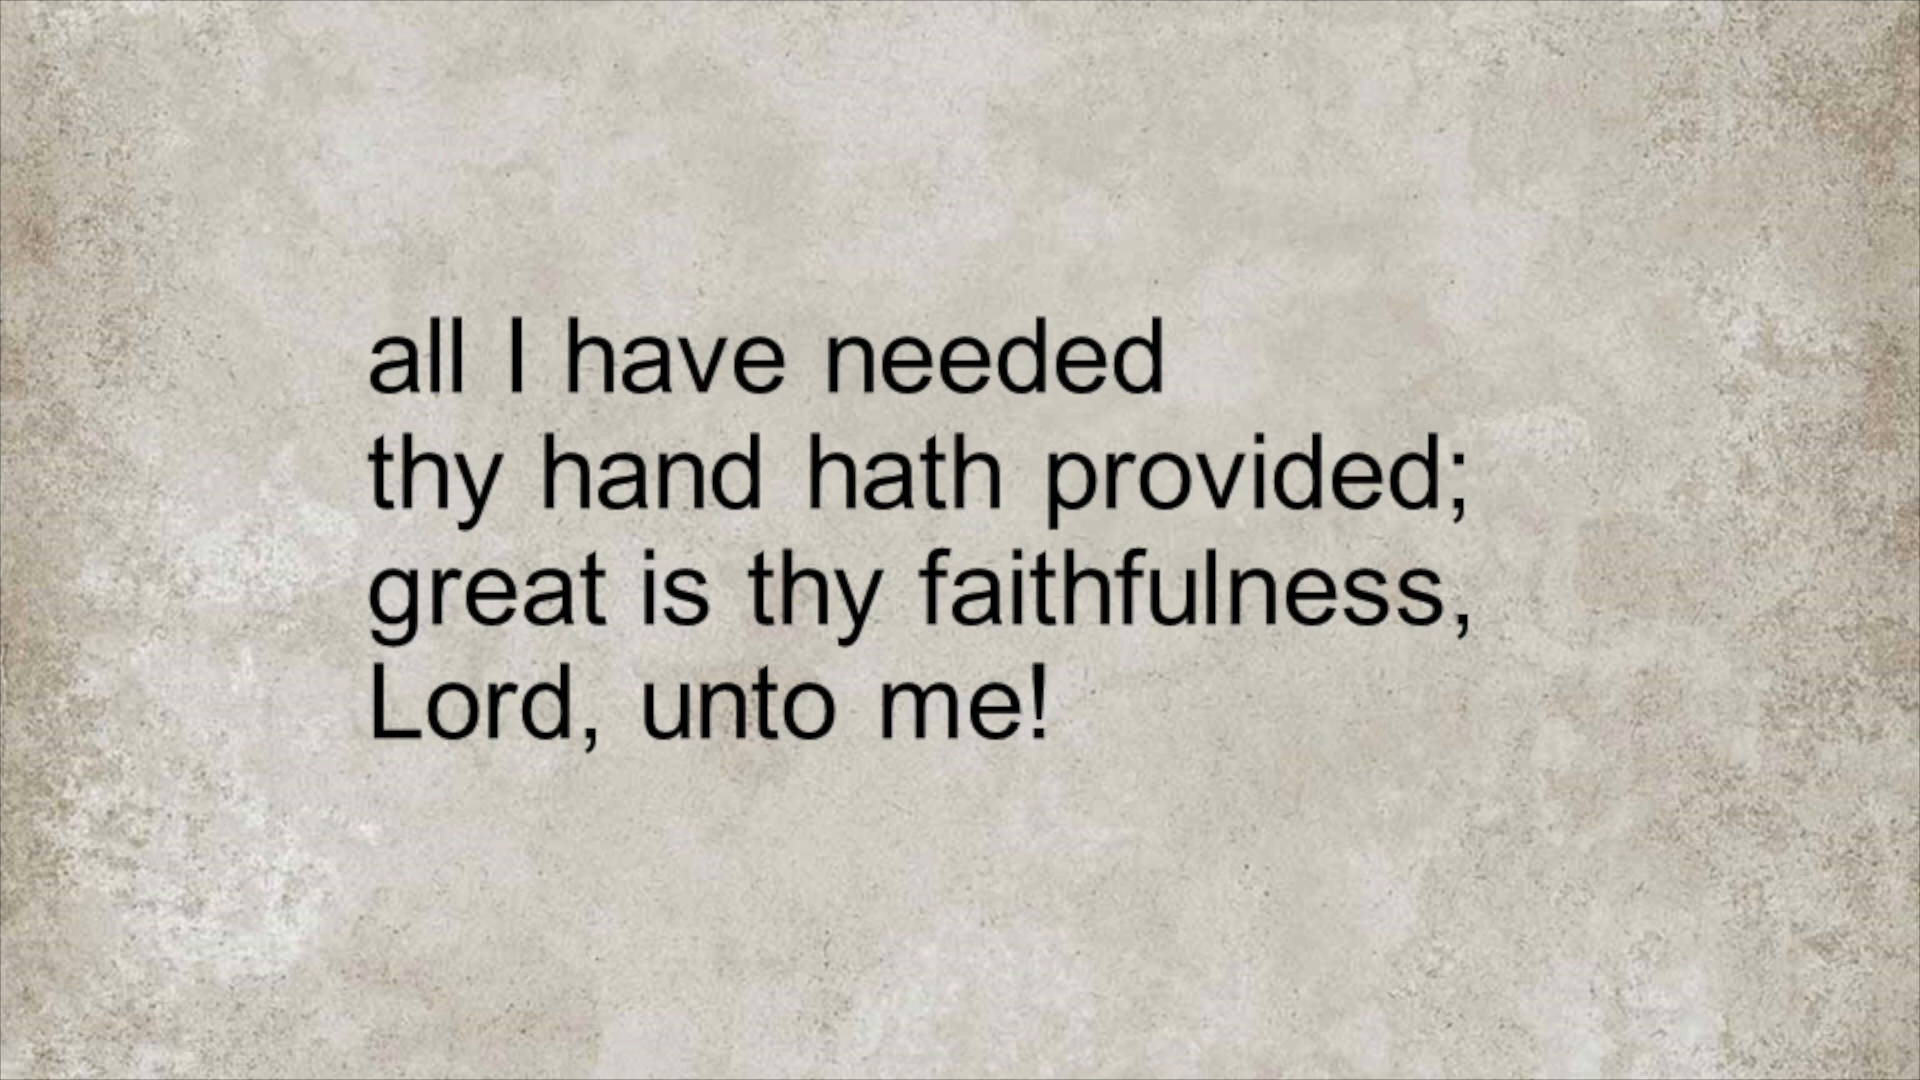 all I have needed
thy hand hath provided;
great is thy faithfulness,
Lord, unto me!